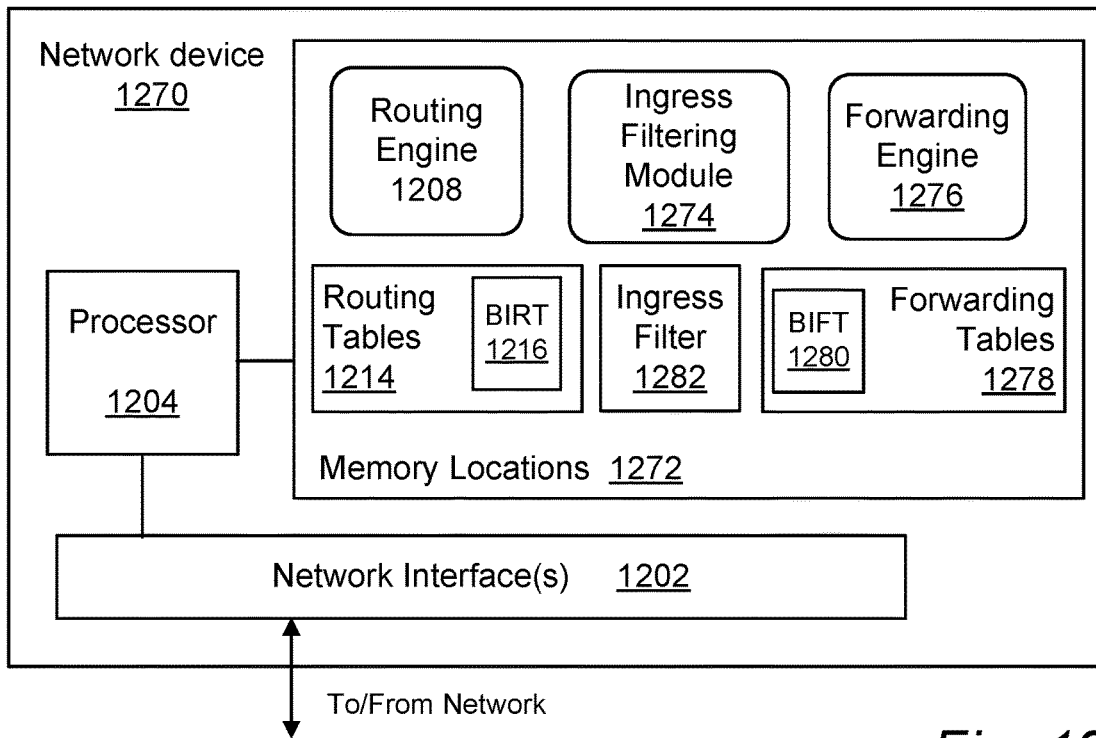 Network device
1270
Routing
Engine
1208
Ingress
Filtering
Module
1274
Forwarding
Engine
1276
Processor
1204
Routing
Tables
1214
BIRT
1216
Ingress
Filter
1282
BIFT
1280
Forwarding
Tables
1278
Memory Locations 1272
Network Interface(s) 1202
To/From Network